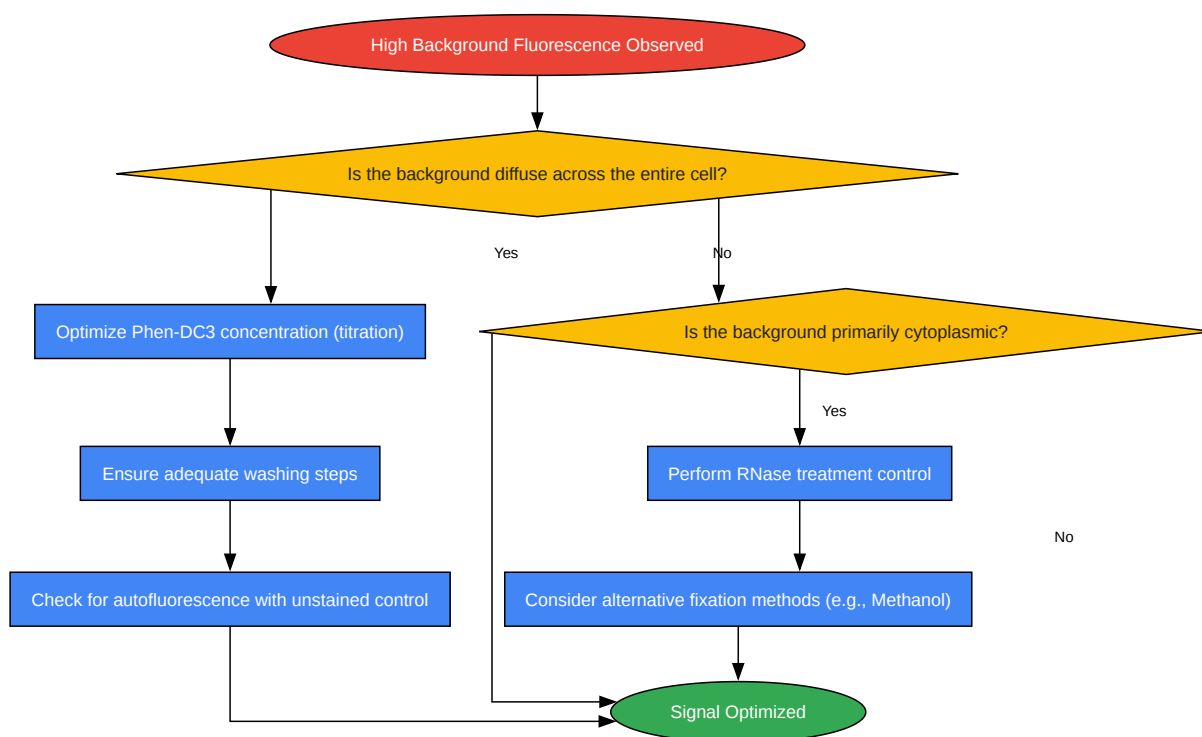 High Background Fluorescence Observed
Is the background diffuse across the entire cell?
Yes
No
Optimize Phen-DC3 concentration (titration)
Is the background primarily cytoplasmic?
Yes
Ensure adequate washing steps
Perform RNase treatment control
No
Check for autofluorescence with unstained control
Consider alternative fixation methods (e.g., Methanol)
Signal Optimized